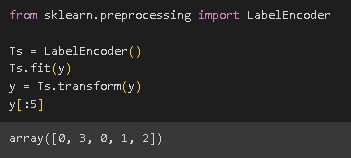 from sklearn.preprocessing import LabelEncoder
Ts = LabelEncoder()
Ts.fit(y)
y = Ts.transform(y)
y[:5]
array([0, 3, 0, 1, 2])